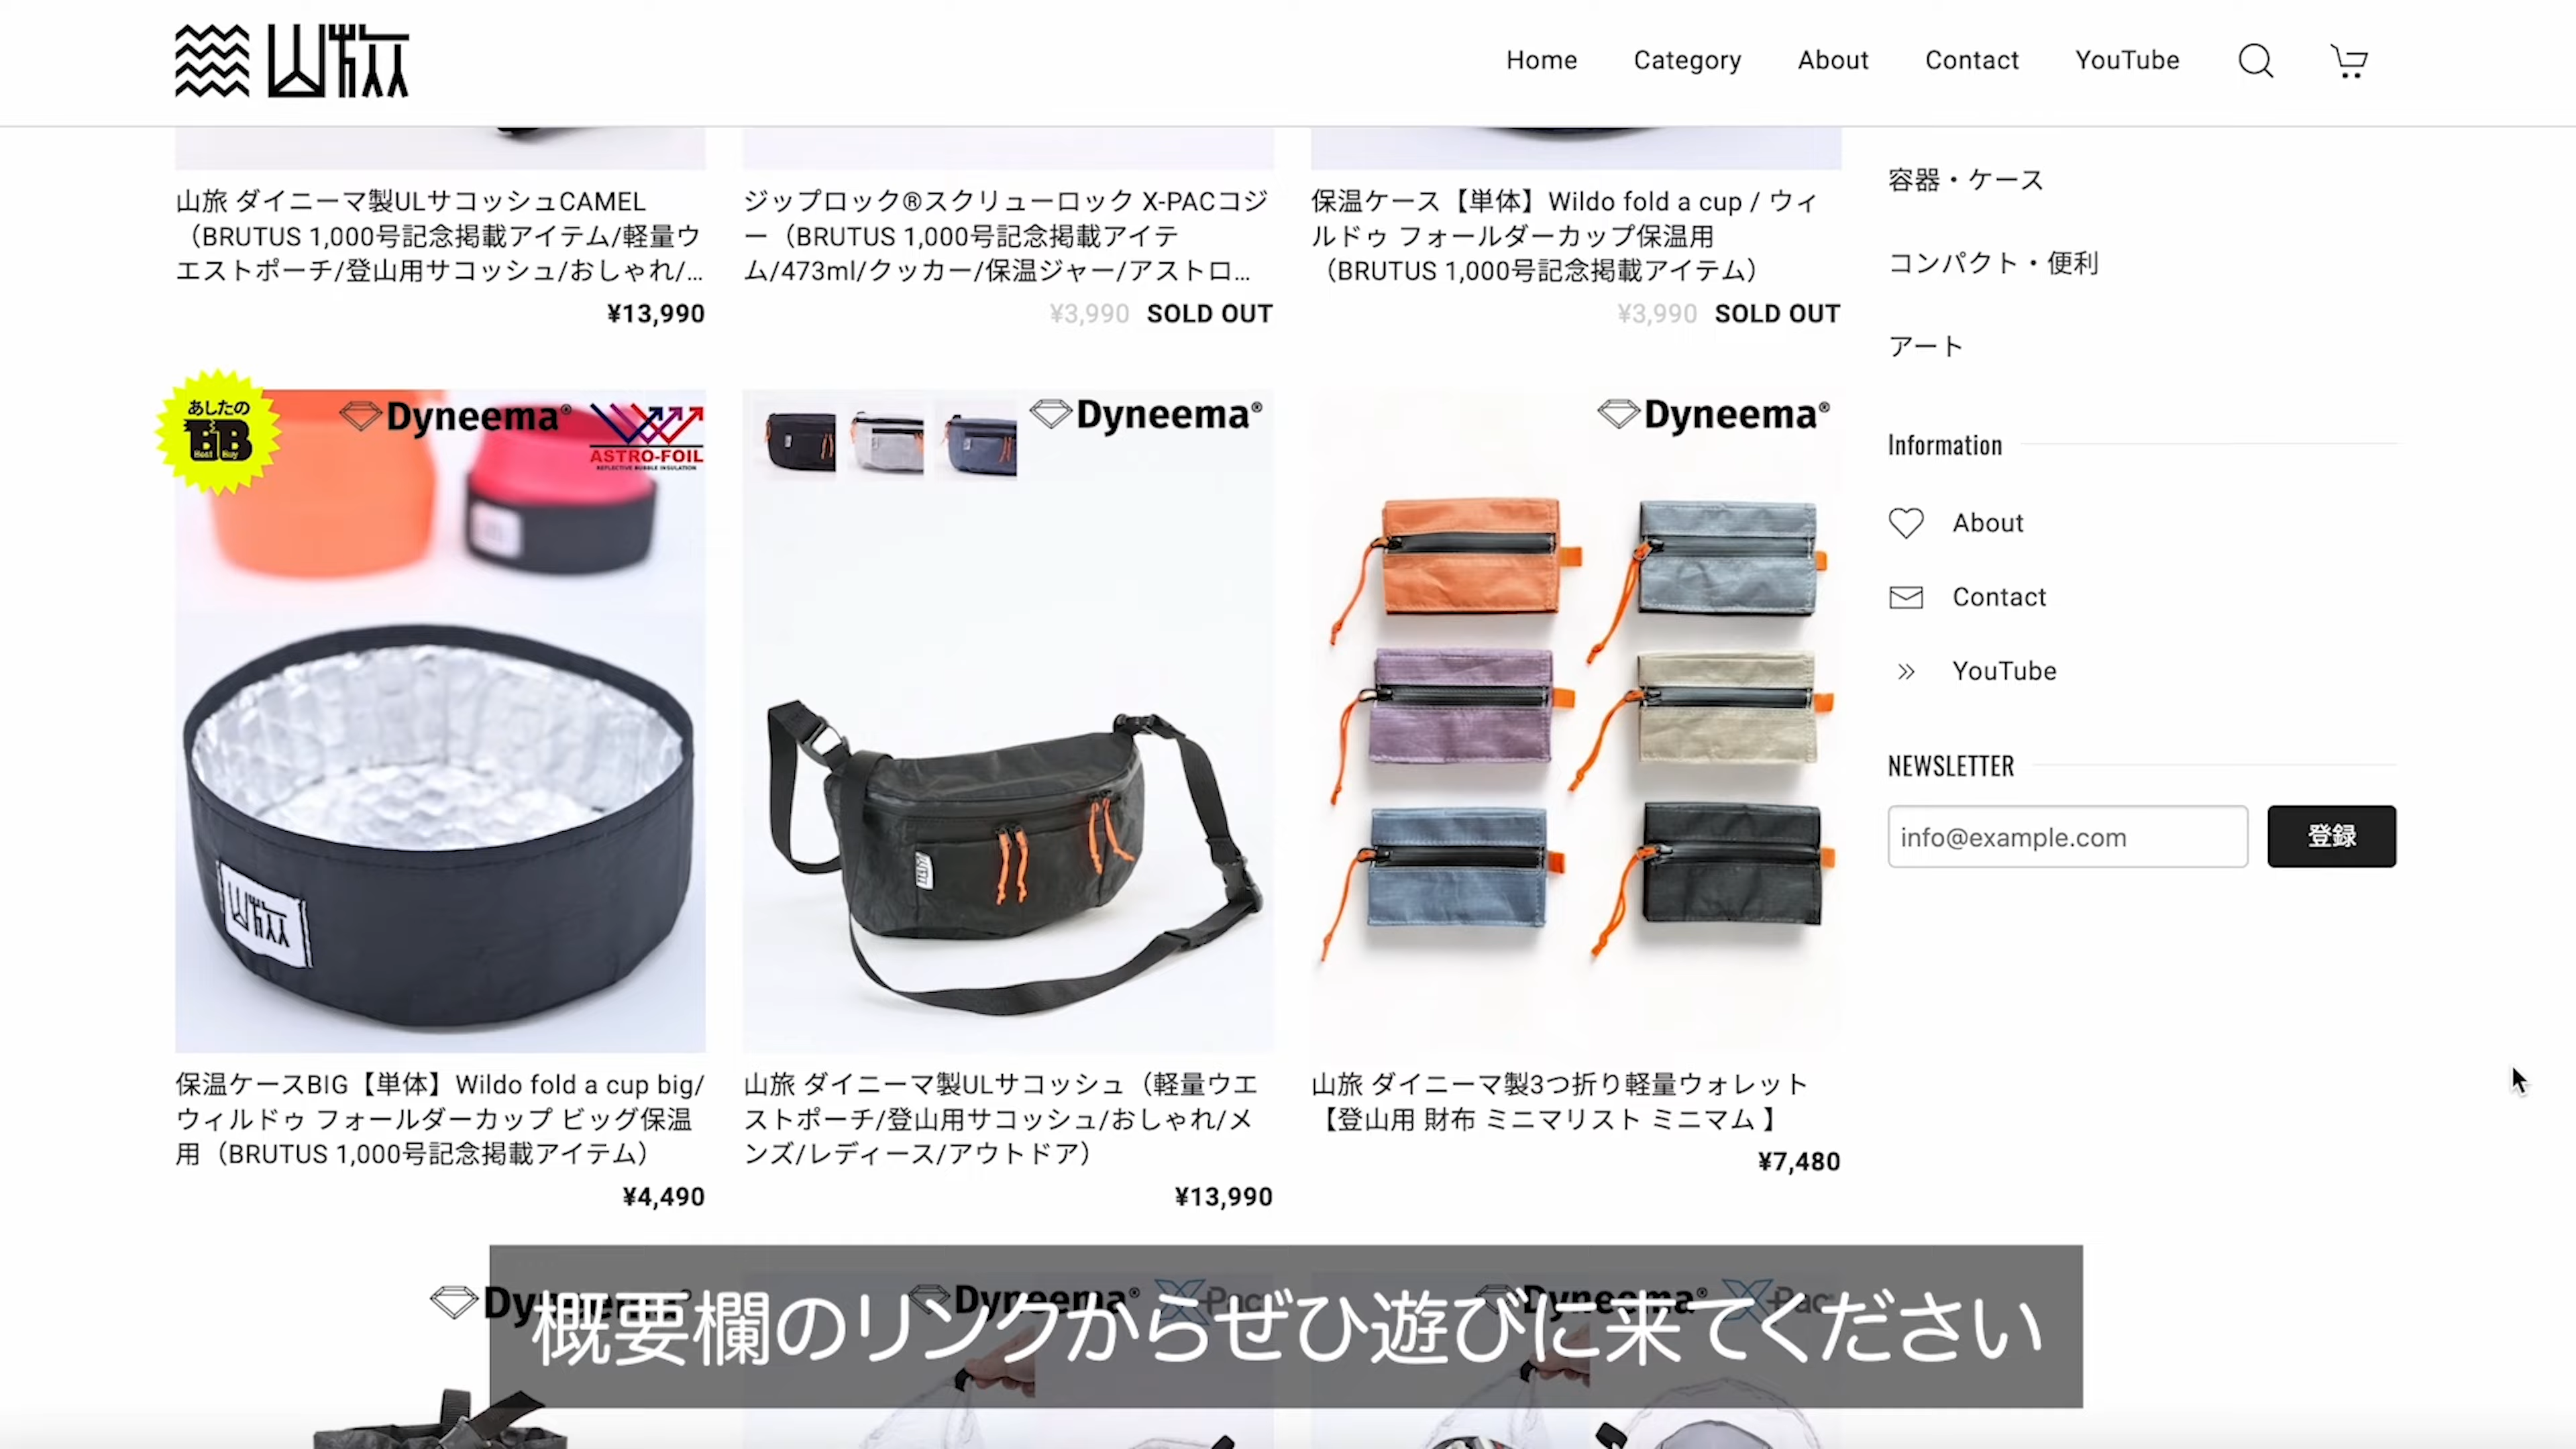 山旅
Home Category About Contact YouTube
山旅 ダイニーマ製ULサコッシュCAMEL
（BRUTUS 1,000号記念掲載アイテム/軽量ウ
エストポーチ/登山用サコッシュ/おしゃれ/...
¥13,990
ジップロック®スクリューロック X-PACコジ
ー（BRUTUS 1,000号記念掲載アイテ
ム/473ml/クッカー/保温ジャー/アストロ...
¥3,990 SOLD OUT
保温ケース【単体】Wildo fold a cup / ウィ
ルドゥ フォールダーカップ保温用
（BRUTUS 1,000号記念掲載アイテム）
¥3,990 SOLD OUT
容器・ケース
コンパクト・便利
アート
Information
About
Contact
YouTube
NEWSLETTER
info@example.com
登録
あしたの
BB
Best Buy
Dyneema®
ASTRO-FOIL
REFLECTIVE BUBBLE INSULATION
山旅
Dyneema®
Dyneema®
保温ケースBIG【単体】Wildo fold a cup big/
ウィルドゥ フォールダーカップ ビッグ保温
用（BRUTUS 1,000号記念掲載アイテム）
¥4,490
山旅 ダイニーマ製ULサコッシュ（軽量ウエ
ストポーチ/登山用サコッシュ/おしゃれ/メ
ンズ/レディース/アウトドア）
¥13,990
山旅 ダイニーマ製3つ折り軽量ウォレット
【登山用 財布 ミニマリスト ミニマム 】
¥7,480
Dyneema®
Dyneema® X-Pac
Dyneema® X-Pac
概要欄のリンクからぜひ遊びに来てください